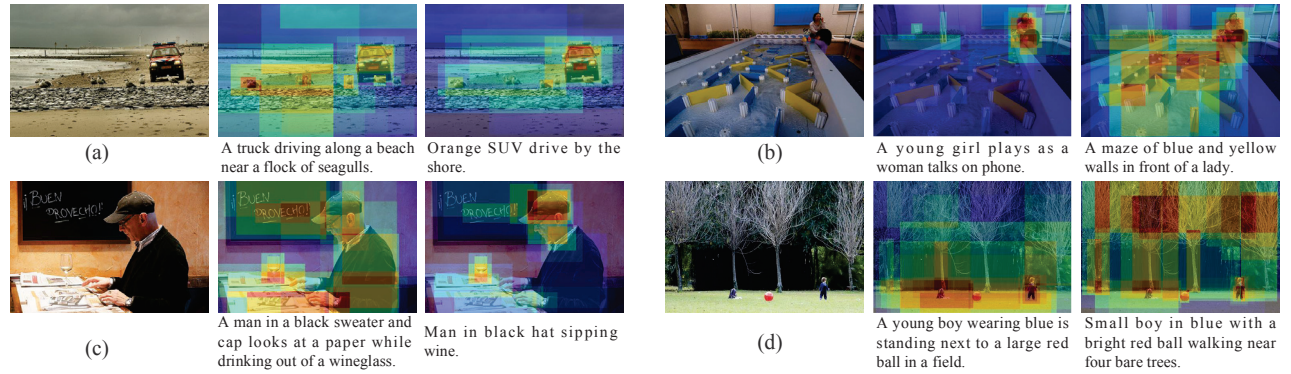 A truck driving along a beach
near a flock of seagulls.
Orange SUV drive by the
shore.
(a)
A young girl plays as a
woman talks on phone.
A maze of blue and yellow
walls in front of a lady.
(b)
¡BUEN
PROVECHO!
¡BUEN
PROVECHO!
¡BUEN
PROVECHO!
A man in a black sweater and
cap looks at a paper while
drinking out of a wineglass.
Man in black hat sipping
wine.
(c)
A young boy wearing blue is
standing next to a large red
ball in a field.
Small boy in blue with a
bright red ball walking near
four bare trees.
(d)